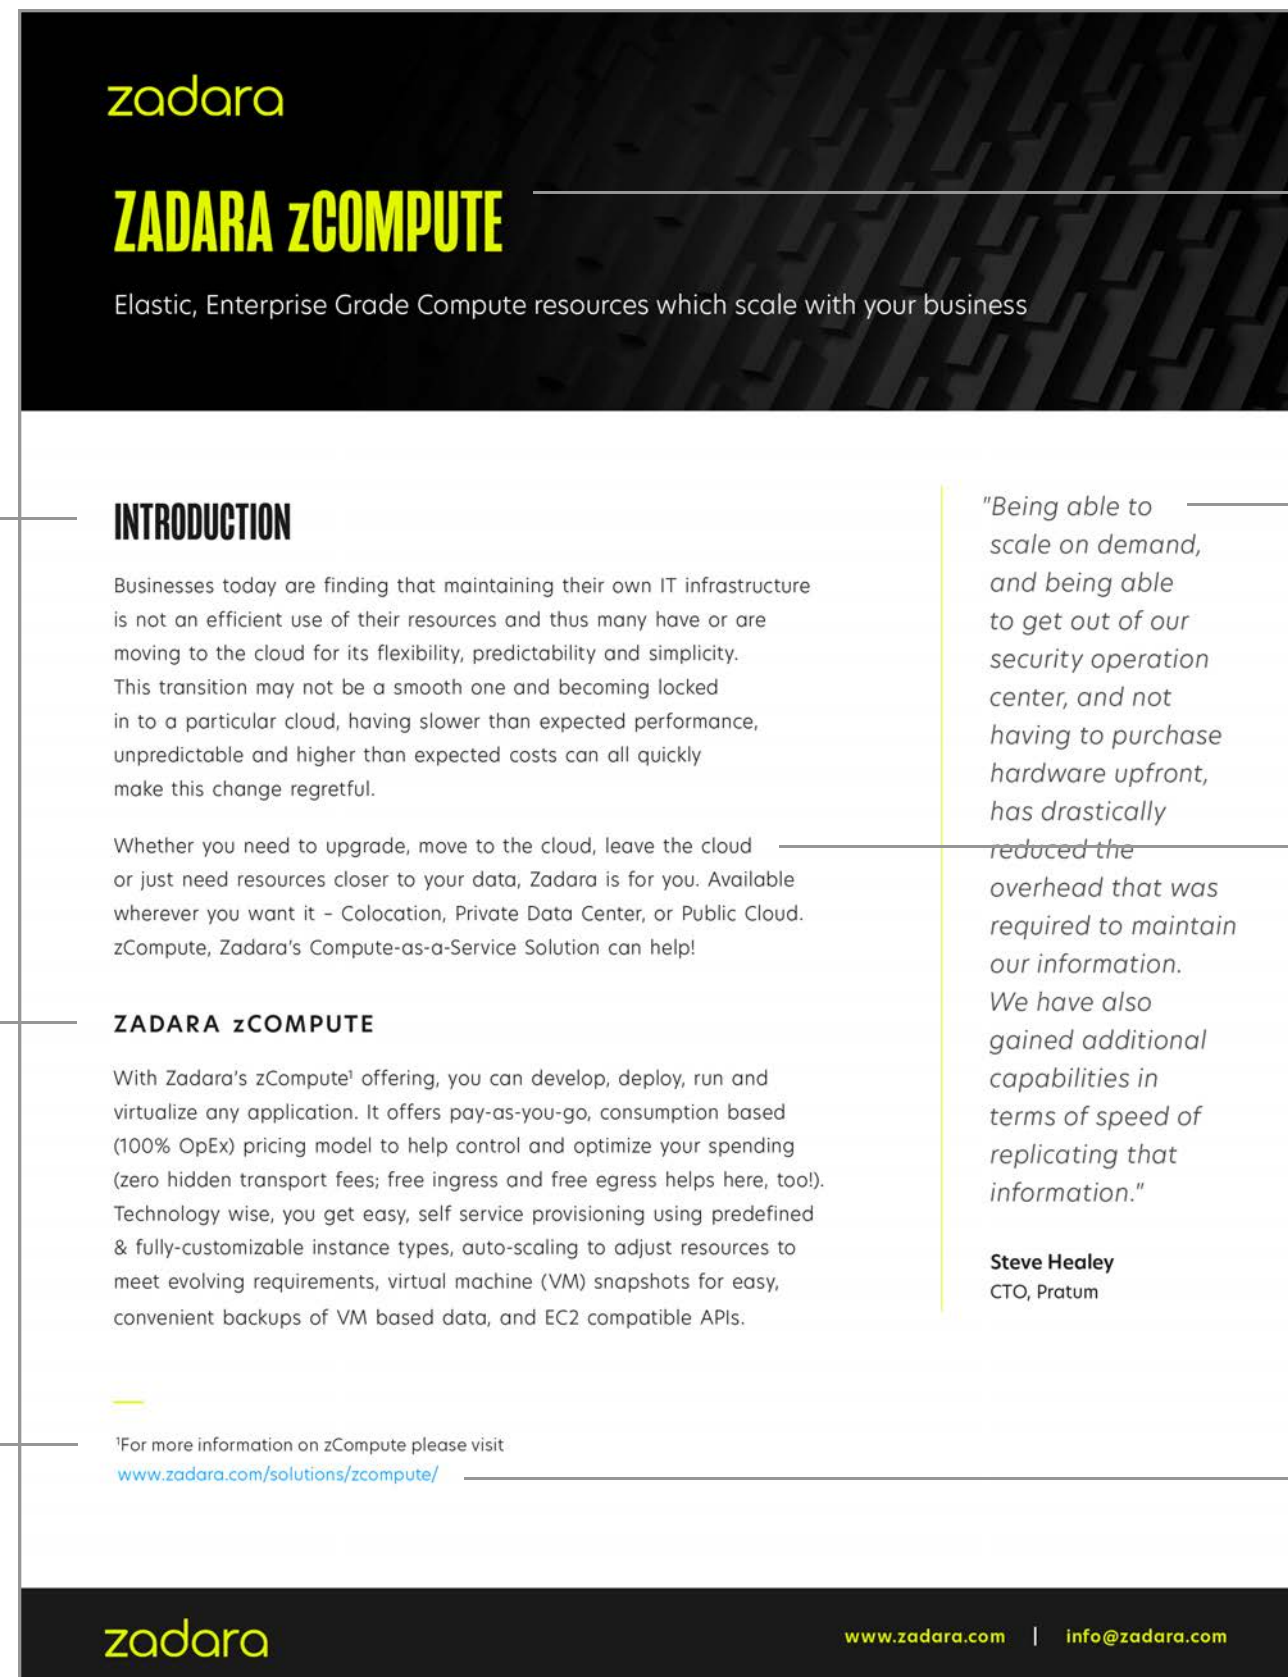 zadara
ZADARA zCOMPUTE
Elastic, Enterprise Grade Compute resources which scale with your business
INTRODUCTION
Businesses today are finding that maintaining their own IT infrastructure
is not an efficient use of their resources and thus many have or are
moving to the cloud for its flexibility, predictability and simplicity.
This transition may not be a smooth one and becoming locked
in to a particular cloud, having slower than expected performance,
unpredictable and higher than expected costs can all quickly
make this change regretful.
Whether you need to upgrade, move to the cloud, leave the cloud
or just need resources closer to your data, Zadara is for you. Available
wherever you want it – Colocation, Private Data Center, or Public Cloud.
zCompute, Zadara's Compute-as-a-Service Solution can help!
ZADARA zCOMPUTE
With Zadara's zCompute¹ offering, you can develop, deploy, run and
virtualize any application. It offers pay-as-you-go, consumption based
(100% OpEx) pricing model to help control and optimize your spending
(zero hidden transport fees; free ingress and free egress helps here, too!).
Technology wise, you get easy, self service provisioning using predefined
& fully-customizable instance types, auto-scaling to adjust resources to
meet evolving requirements, virtual machine (VM) snapshots for easy,
convenient backups of VM based data, and EC2 compatible APIs.
"Being able to
scale on demand,
and being able
to get out of our
security operation
center, and not
having to purchase
hardware upfront,
has drastically
reduced the
overhead that was
required to maintain
our information.
We have also
gained additional
capabilities in
terms of speed of
replicating that
information."
Steve Healey
CTO, Pratum
¹For more information on zCompute please visit
www.zadara.com/solutions/zcompute/
zadara
www.zadara.com | info@zadara.com